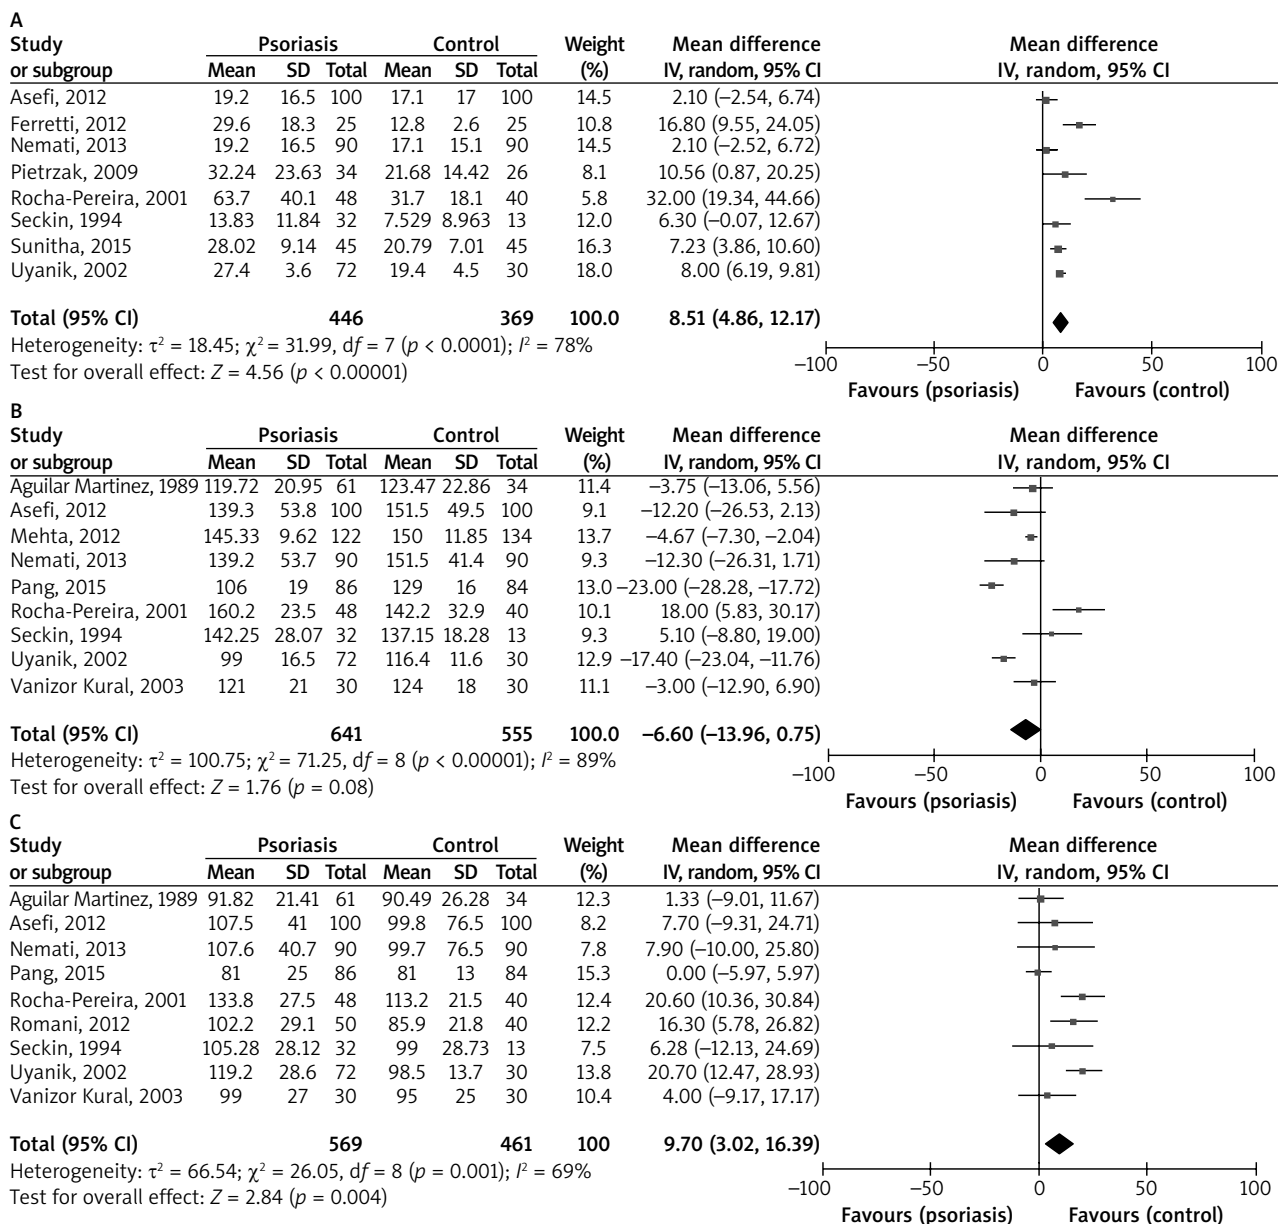 A
Study Psoriasis Control Weight Mean difference Mean difference
or subgroup Mean SD Total Mean SD Total (%) IV, random, 95% CI IV, random, 95% CI
Asefi, 2012 19.2 16.5 100 17.1 17 100 14.5 2.10 (–2.54, 6.74)
Ferretti, 2012 29.6 18.3 25 12.8 2.6 25 10.8 16.80 (9.55, 24.05)
Nemati, 2013 19.2 16.5 90 17.1 15.1 90 14.5 2.10 (–2.52, 6.72)
Pietrzak, 2009 32.24 23.63 34 21.68 14.42 26 8.1 10.56 (0.87, 20.25)
Rocha-Pereira, 2001 63.7 40.1 48 31.7 18.1 40 5.8 32.00 (19.34, 44.66)
Seckin, 1994 13.83 11.84 32 7.529 8.963 13 12.0 6.30 (–0.07, 12.67)
Sunitha, 2015 28.02 9.14 45 20.79 7.01 45 16.3 7.23 (3.86, 10.60)
Uyanik, 2002 27.4 3.6 72 19.4 4.5 30 18.0 8.00 (6.19, 9.81)
Total (95% CI) 446 369 100.0 8.51 (4.86, 12.17)
Heterogeneity: τ² = 18.45; χ² = 31.99, df = 7 (p < 0.0001); I² = 78%
Test for overall effect: Z = 4.56 (p < 0.00001)
–100 –50 0 50 100
Favours (psoriasis) Favours (control)
B
Study Psoriasis Control Weight Mean difference Mean difference
or subgroup Mean SD Total Mean SD Total (%) IV, random, 95% CI IV, random, 95% CI
Aguilar Martinez, 1989 119.72 20.95 61 123.47 22.86 34 11.4 –3.75 (–13.06, 5.56)
Asefi, 2012 139.3 53.8 100 151.5 49.5 100 9.1 –12.20 (–26.53, 2.13)
Mehta, 2012 145.33 9.62 122 150 11.85 134 13.7 –4.67 (–7.30, –2.04)
Nemati, 2013 139.2 53.7 90 151.5 41.4 90 9.3 –12.30 (–26.31, 1.71)
Pang, 2015 106 19 86 129 16 84 13.0 –23.00 (–28.28, –17.72)
Rocha-Pereira, 2001 160.2 23.5 48 142.2 32.9 40 10.1 18.00 (5.83, 30.17)
Seckin, 1994 142.25 28.07 32 137.15 18.28 13 9.3 5.10 (–8.80, 19.00)
Uyanik, 2002 99 16.5 72 116.4 11.6 30 12.9 –17.40 (–23.04, –11.76)
Vanizor Kural, 2003 121 21 30 124 18 30 11.1 –3.00 (–12.90, 6.90)
Total (95% CI) 641 555 100.0 –6.60 (–13.96, 0.75)
Heterogeneity: τ² = 100.75; χ² = 71.25, df = 8 (p < 0.00001); I² = 89%
Test for overall effect: Z = 1.76 (p = 0.08)
–100 –50 0 50 100
Favours (psoriasis) Favours (control)
C
Study Psoriasis Control Weight Mean difference Mean difference
or subgroup Mean SD Total Mean SD Total (%) IV, random, 95% CI IV, random, 95% CI
Aguilar Martinez, 1989 91.82 21.41 61 90.49 26.28 34 12.3 1.33 (–9.01, 11.67)
Asefi, 2012 107.5 41 100 99.8 76.5 100 8.2 7.70 (–9.31, 24.71)
Nemati, 2013 107.6 40.7 90 99.7 76.5 90 7.8 7.90 (–10.00, 25.80)
Pang, 2015 81 25 86 81 13 84 15.3 0.00 (–5.97, 5.97)
Rocha-Pereira, 2001 133.8 27.5 48 113.2 21.5 40 12.4 20.60 (10.36, 30.84)
Romani, 2012 102.2 29.1 50 85.9 21.8 40 12.2 16.30 (5.78, 26.82)
Seckin, 1994 105.28 28.12 32 99 28.73 13 7.5 6.28 (–12.13, 24.69)
Uyanik, 2002 119.2 28.6 72 98.5 13.7 30 13.8 20.70 (12.47, 28.93)
Vanizor Kural, 2003 99 27 30 95 25 30 10.4 4.00 (–9.17, 17.17)
Total (95% CI) 569 461 100 9.70 (3.02, 16.39)
Heterogeneity: τ² = 66.54; χ² = 26.05, df = 8 (p = 0.001); I² = 69%
Test for overall effect: Z = 2.84 (p = 0.004)
–100 –50 0 50 100
Favours (psoriasis) Favours (control)